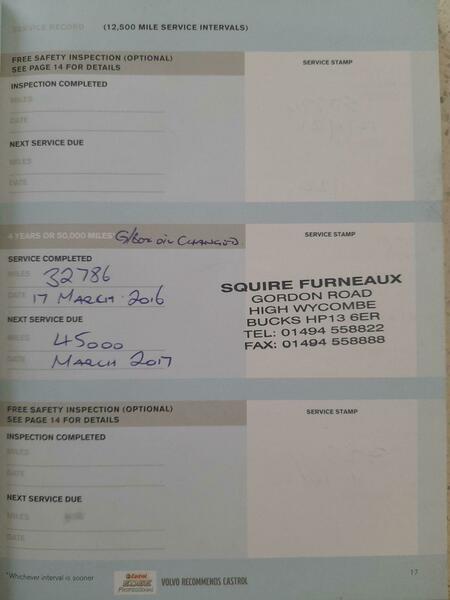 SERVICE RECORD (12,500 MILE SERVICE INTERVALS)
FREE SAFETY INSPECTION (OPTIONAL)
SEE PAGE 14 FOR DETAILS
SERVICE STAMP
INSPECTION COMPLETED
MILES
DATE
NEXT SERVICE DUE
MILES
DATE
4 YEARS OR 50,000 MILES* G/BOX OIL CHANGED
SERVICE STAMP
SERVICE COMPLETED
MILES 32786
DATE 17 MARCH 2016
NEXT SERVICE DUE
MILES 45000
DATE MARCH 2017
SQUIRE FURNEAUX
GORDON ROAD
HIGH WYCOMBE
BUCKS HP13 6ER
TEL: 01494 558822
FAX: 01494 558888
FREE SAFETY INSPECTION (OPTIONAL)
SEE PAGE 14 FOR DETAILS
SERVICE STAMP
INSPECTION COMPLETED
MILES
DATE
NEXT SERVICE DUE
MILES
DATE
17
*Whichever interval is sooner
Castrol
EDGE
Professional
VOLVO RECOMMENDS CASTROL